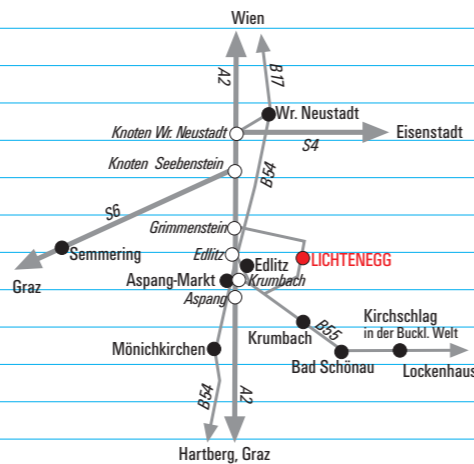 Wien
A2
B17
Wr. Neustadt
Knoten Wr. Neustadt
Eisenstadt
S4
Knoten Seebenstein
B54
S6
Grimmenstein
Semmering
Edlitz
Edlitz
LICHTENEGG
Graz
Aspang-Markt
Krumbach
Aspang
Kirchschlag
in der Buckl. Welt
Krumbach
B55
Mönichkirchen
Bad Schönau
Lockenhaus
B54
A2
Hartberg, Graz